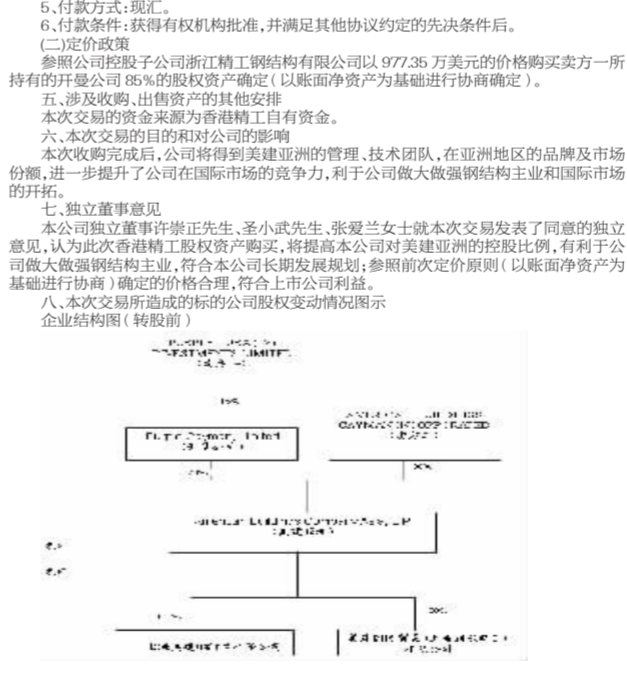 5、付款方式:现汇。
6、付款条件:获得有权机构批准,并满足其他协议约定的先决条件后。
(二)定价政策
参照公司控股子公司浙江精工钢结构有限公司以 977.35 万美元的价格购买卖方一所
持有的开曼公司 85%的股权资产确定(以账面净资产为基础进行协商确定)。
五、涉及收购、出售资产的其他安排
本次交易的资金来源为香港精工自有资金。
六、本次交易的目的和对公司的影响
本次收购完成后,公司将得到美建亚洲的管理、技术团队,在亚洲地区的品牌及市场
份额,进一步提升了公司在国际市场的竞争力,利于公司做大做强钢结构主业和国际市场
的开拓。
七、独立董事意见
本公司独立董事许崇正先生、圣小武先生、张爱兰女士就本次交易发表了同意的独立
意见,认为此次香港精工股权资产购买,将提高本公司对美建亚洲的控股比例,有利于公
司做大做强钢结构主业,符合本公司长期发展规划;参照前次定价原则(以账面净资产为
基础进行协商)确定的价格合理,符合上市公司利益。
八、本次交易所造成的标的公司股权变动情况图示
企业结构图(转股前)
INVESTMENTS LIMITED